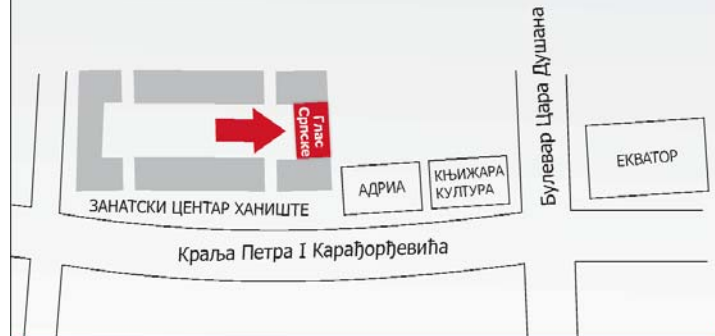 Булевар Цара Душана
Глас
Српске
ЕКВАТОР
АДРИА
КЊИЖАРА
КУЛТУРА
ЗАНАТСКИ ЦЕНТАР ХАНИШТЕ
Краља Петра I Карађорђевића